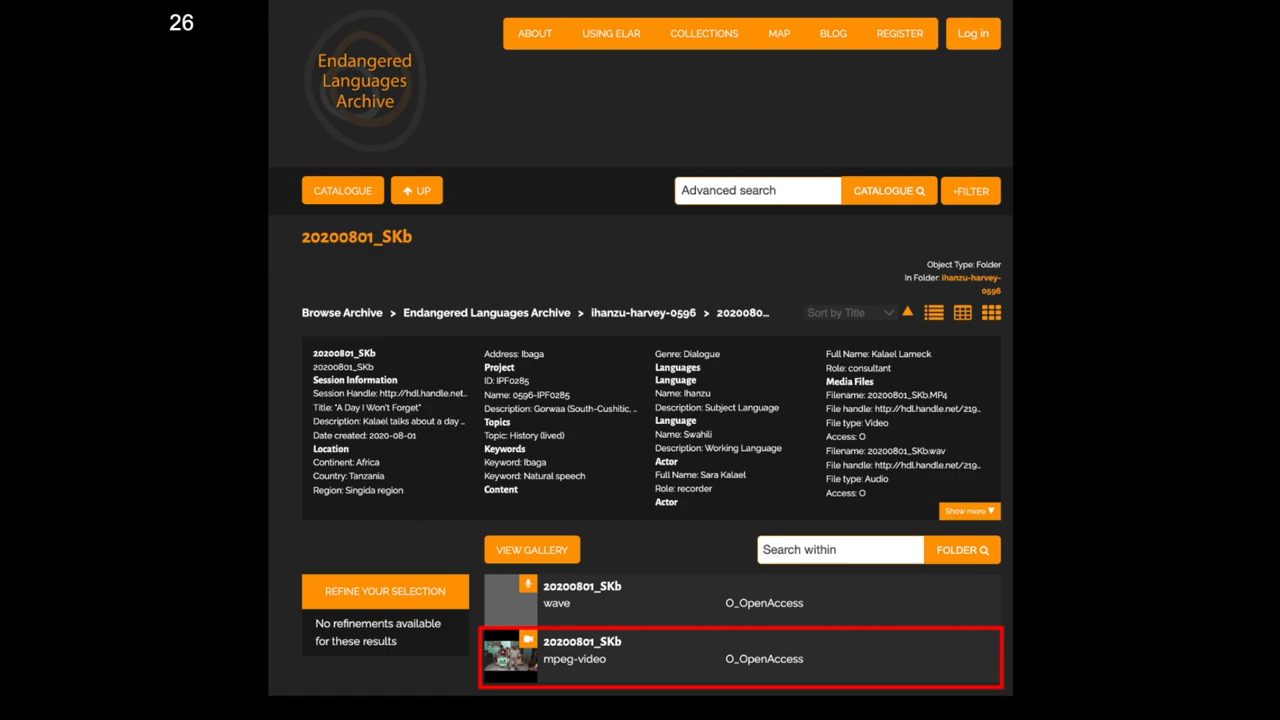 26
Endangered
Languages
Archive
ABOUT USING ELAR COLLECTIONS MAP BLOG REGISTER Log in
CATALOGUE UP Advanced search CATALOGUE +FILTER
20200801_SKb
Object Type: Folder
In Folder: ihanzu-harvey-
0596
Browse Archive > Endangered Languages Archive > ihanzu-harvey-0596 > 2020080...
Sort by Title
20200801_SKb
20200801_SKb
Session Information
Session Handle: http://hdl.handle.net..
Title: "A Day I Won't Forget"
Description: Kalael talks about a day ..
Date created: 2020-08-01
Location
Continent: Africa
Country: Tanzania
Region: Singida region
Address: Ibaga
Project
ID: IPF0285
Name: 0596-IPF0285
Description: Gorwaa (South-Cushitic, ..
Topics
Topic: History (lived)
Keywords
Keyword: Ibaga
Keyword: Natural speech
Content
Genre: Dialogue
Languages
Language
Name: Ihanzu
Description: Subject Language
Language
Name: Swahili
Description: Working Language
Actor
Full Name: Sara Kalael
Role: recorder
Actor
Full Name: Kalael Lameck
Role: consultant
Media Files
Filename: 20200801_SKb.MP4
File handle: http://hdl.handle.net/219..
File type: Video
Access: O
Filename: 20200801_SKb.wav
File handle: http://hdl.handle.net/219..
File type: Audio
Access: O
Show more
VIEW GALLERY Search within FOLDER
REFINE YOUR SELECTION
No refinements available
for these results
20200801_SKb
wave O_OpenAccess
20200801_SKb
mpeg-video O_OpenAccess